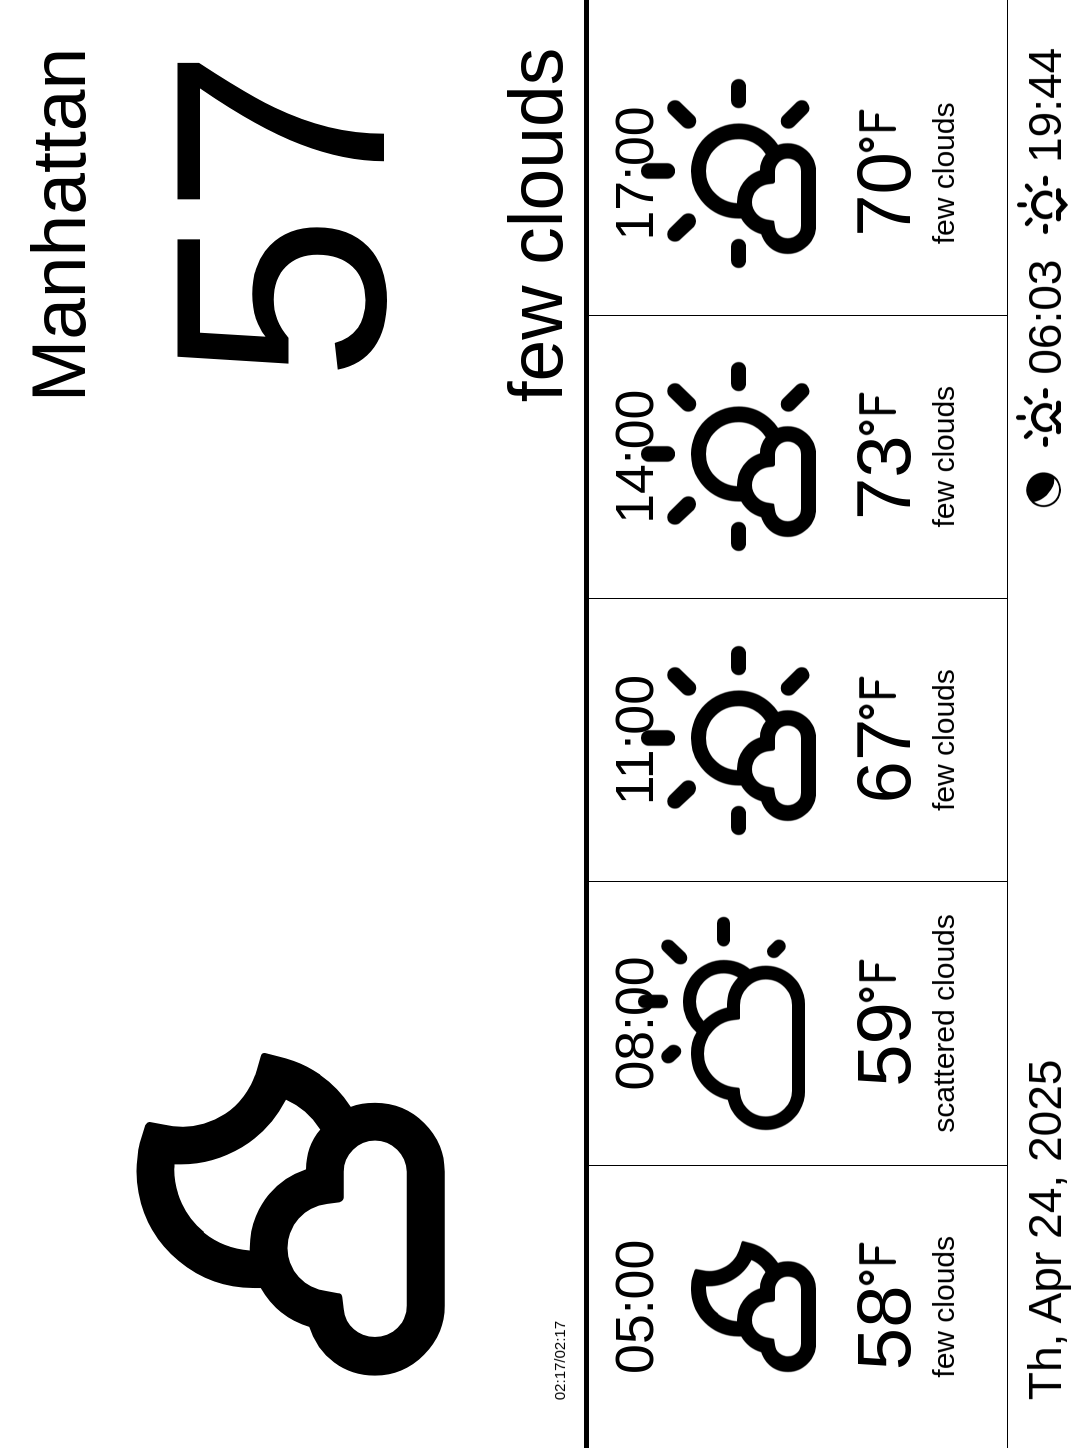 Manhattan
57
few clouds
02:17/02:17
05:00
58°F
few clouds
08:00
59°F
scattered clouds
11:00
67°F
few clouds
14:00
73°F
few clouds
17:00
70°F
few clouds
Th, Apr 24, 2025
06:03
19:44